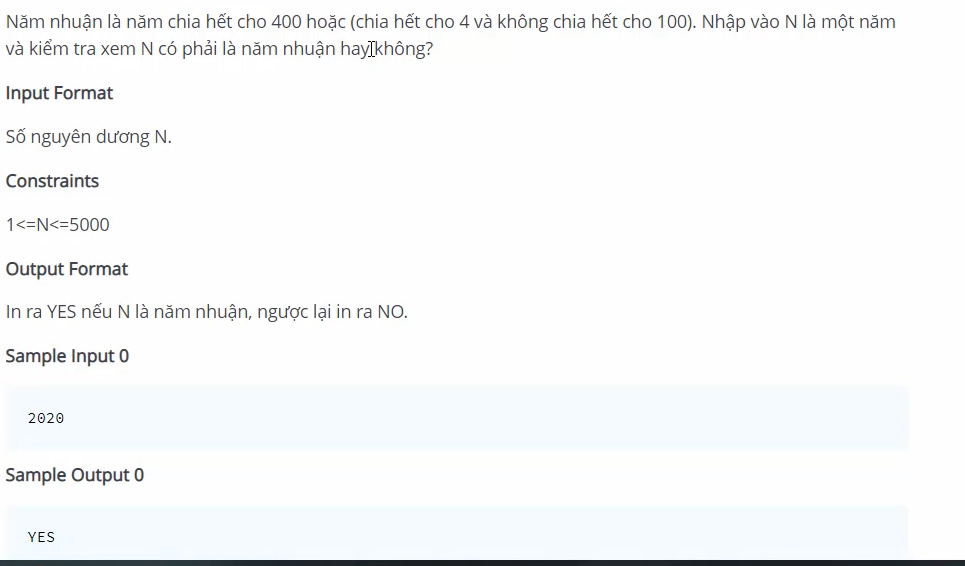 Năm nhuận là năm chia hết cho 400 hoặc (chia hết cho 4 và không chia hết cho 100). Nhập vào N là một năm
và kiểm tra xem N có phải là năm nhuận hay không?
Input Format
Số nguyên dương N.
Constraints
1<=N<=5000
Output Format
In ra YES nếu N là năm nhuận, ngược lại in ra NO.
Sample Input 0
2020
Sample Output 0
YES